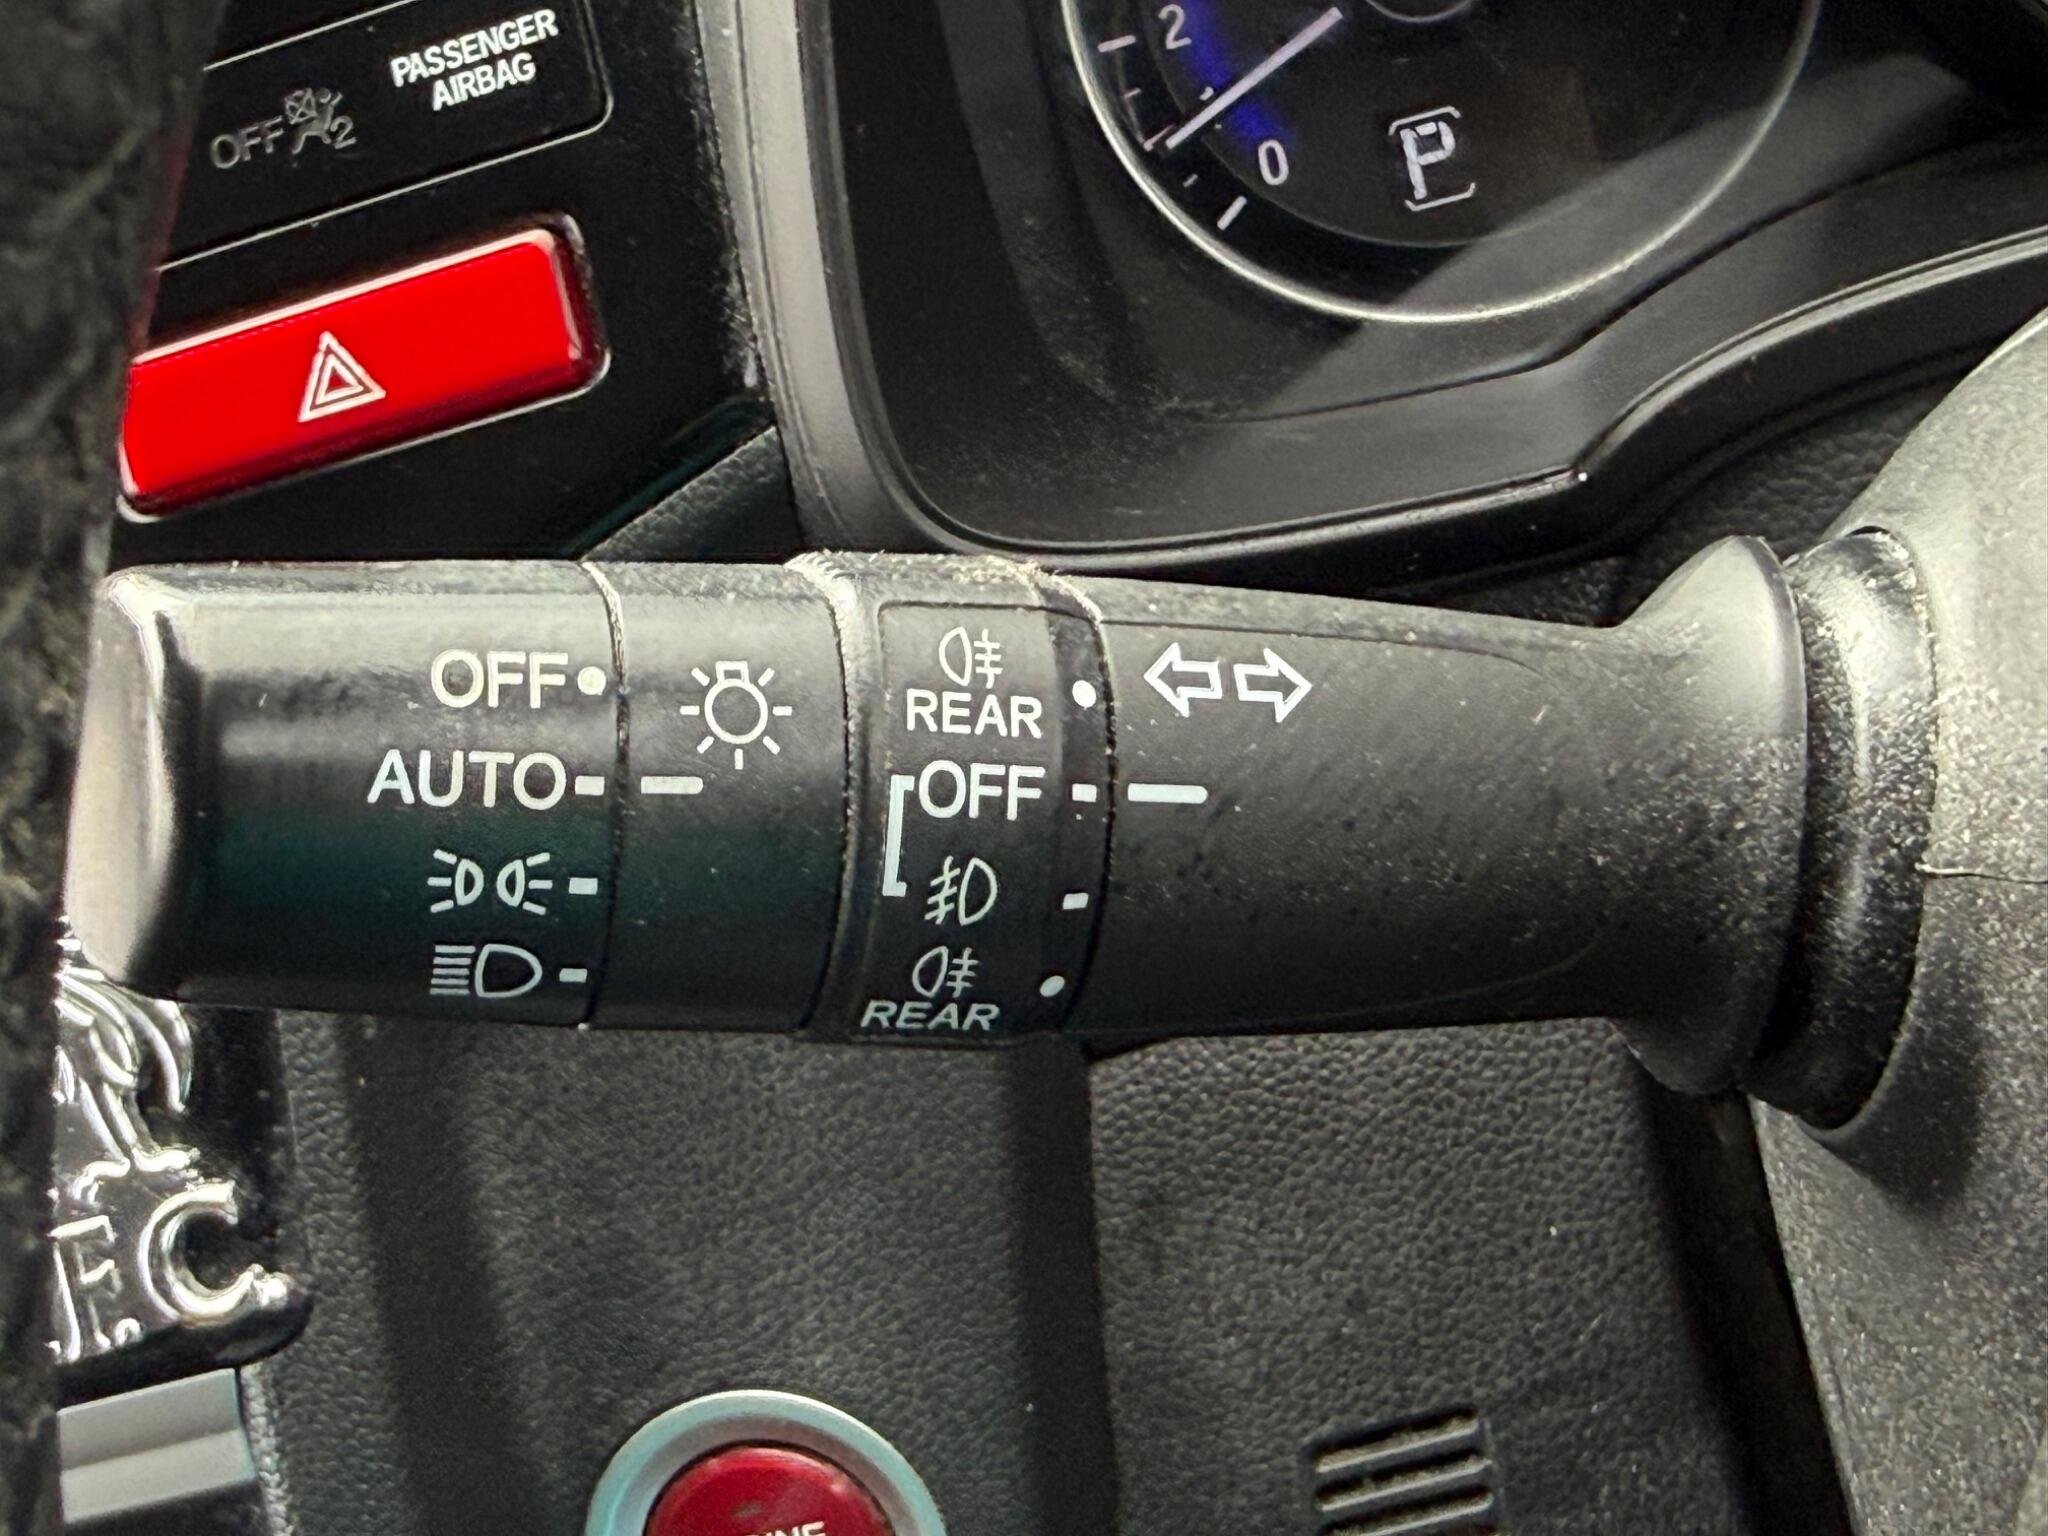 PASSENGER
AIRBAG
OFF 2
2
0
P
OFF
AUTO
REAR
OFF
REAR
F C